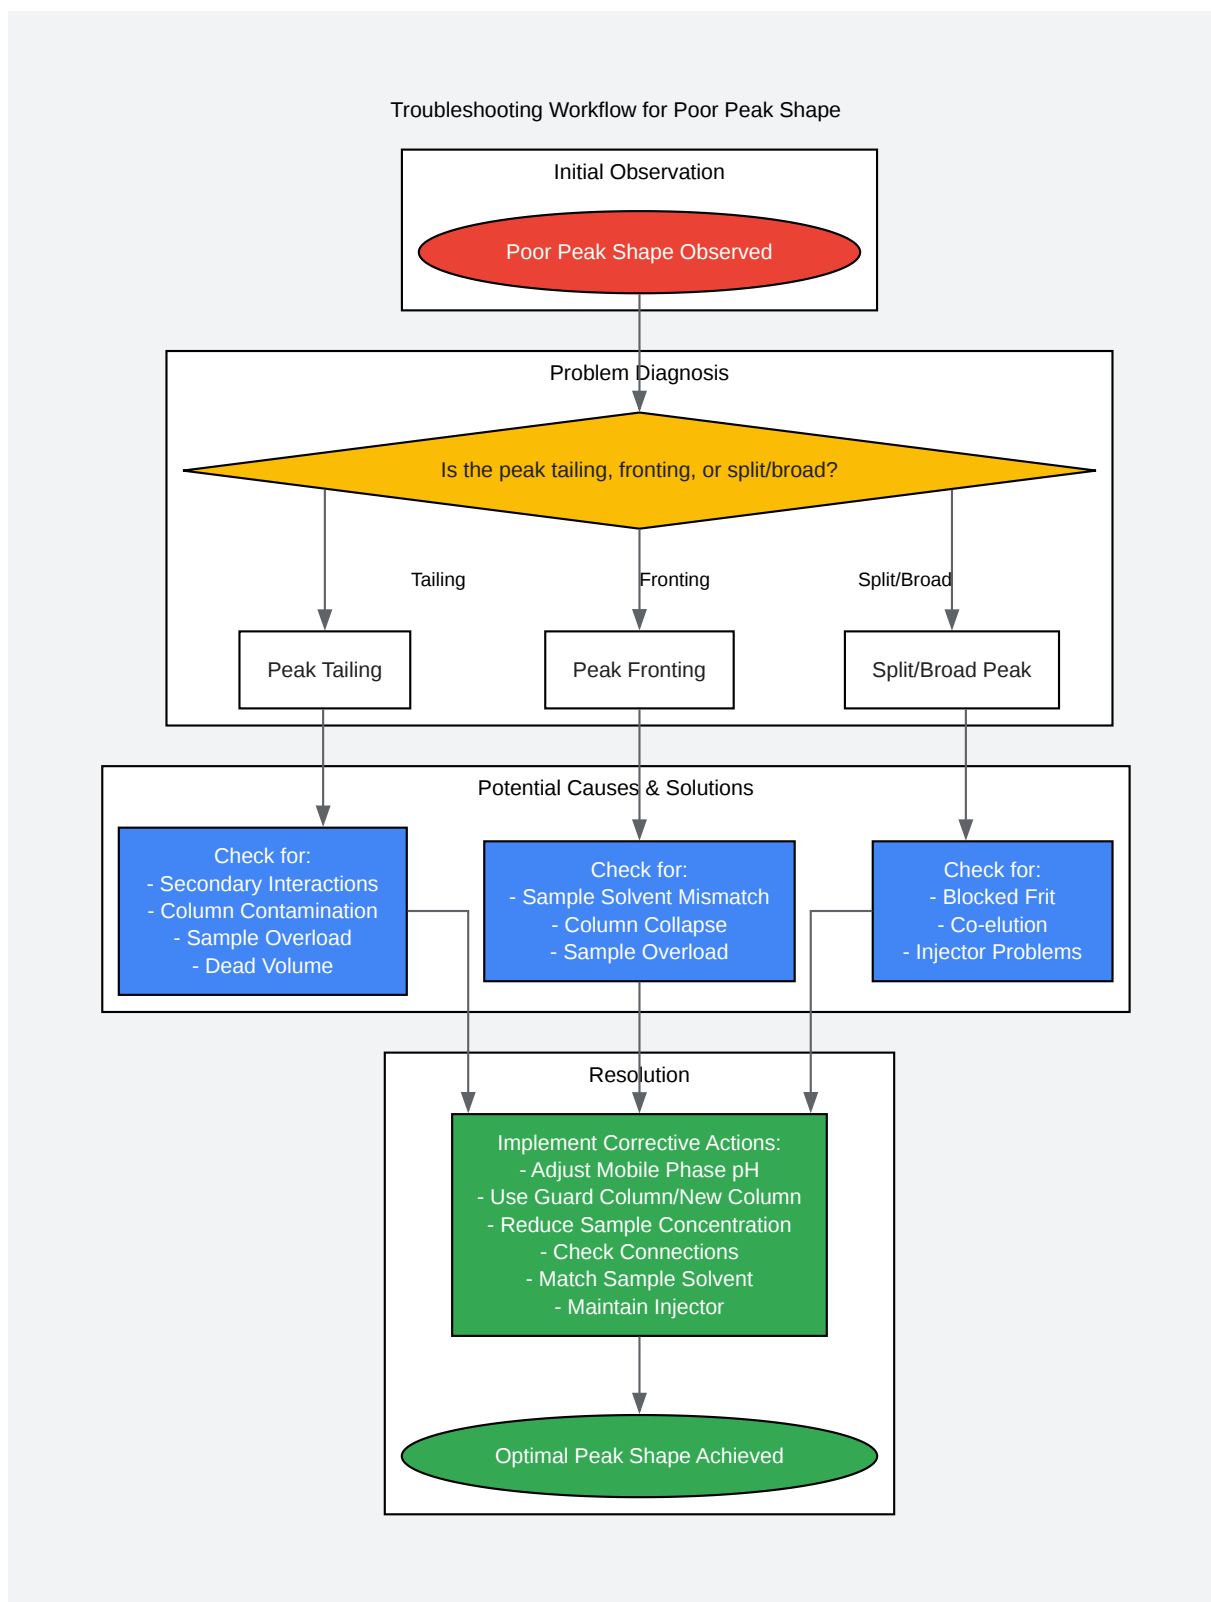 Troubleshooting Workflow for Poor Peak Shape
Initial Observation
Poor Peak Shape Observed
Problem Diagnosis
Is the peak tailing, fronting, or split/broad?
Tailing
Fronting
Split/Broad
Peak Tailing
Peak Fronting
Split/Broad Peak
Potential Causes & Solutions
Check for:
- Secondary Interactions
- Column Contamination
- Sample Overload
- Dead Volume
Check for:
- Sample Solvent Mismatch
- Column Collapse
- Sample Overload
Check for:
- Blocked Frit
- Co-elution
- Injector Problems
Resolution
Implement Corrective Actions:
- Adjust Mobile Phase pH
- Use Guard Column/New Column
- Reduce Sample Concentration
- Check Connections
- Match Sample Solvent
- Maintain Injector
Optimal Peak Shape Achieved